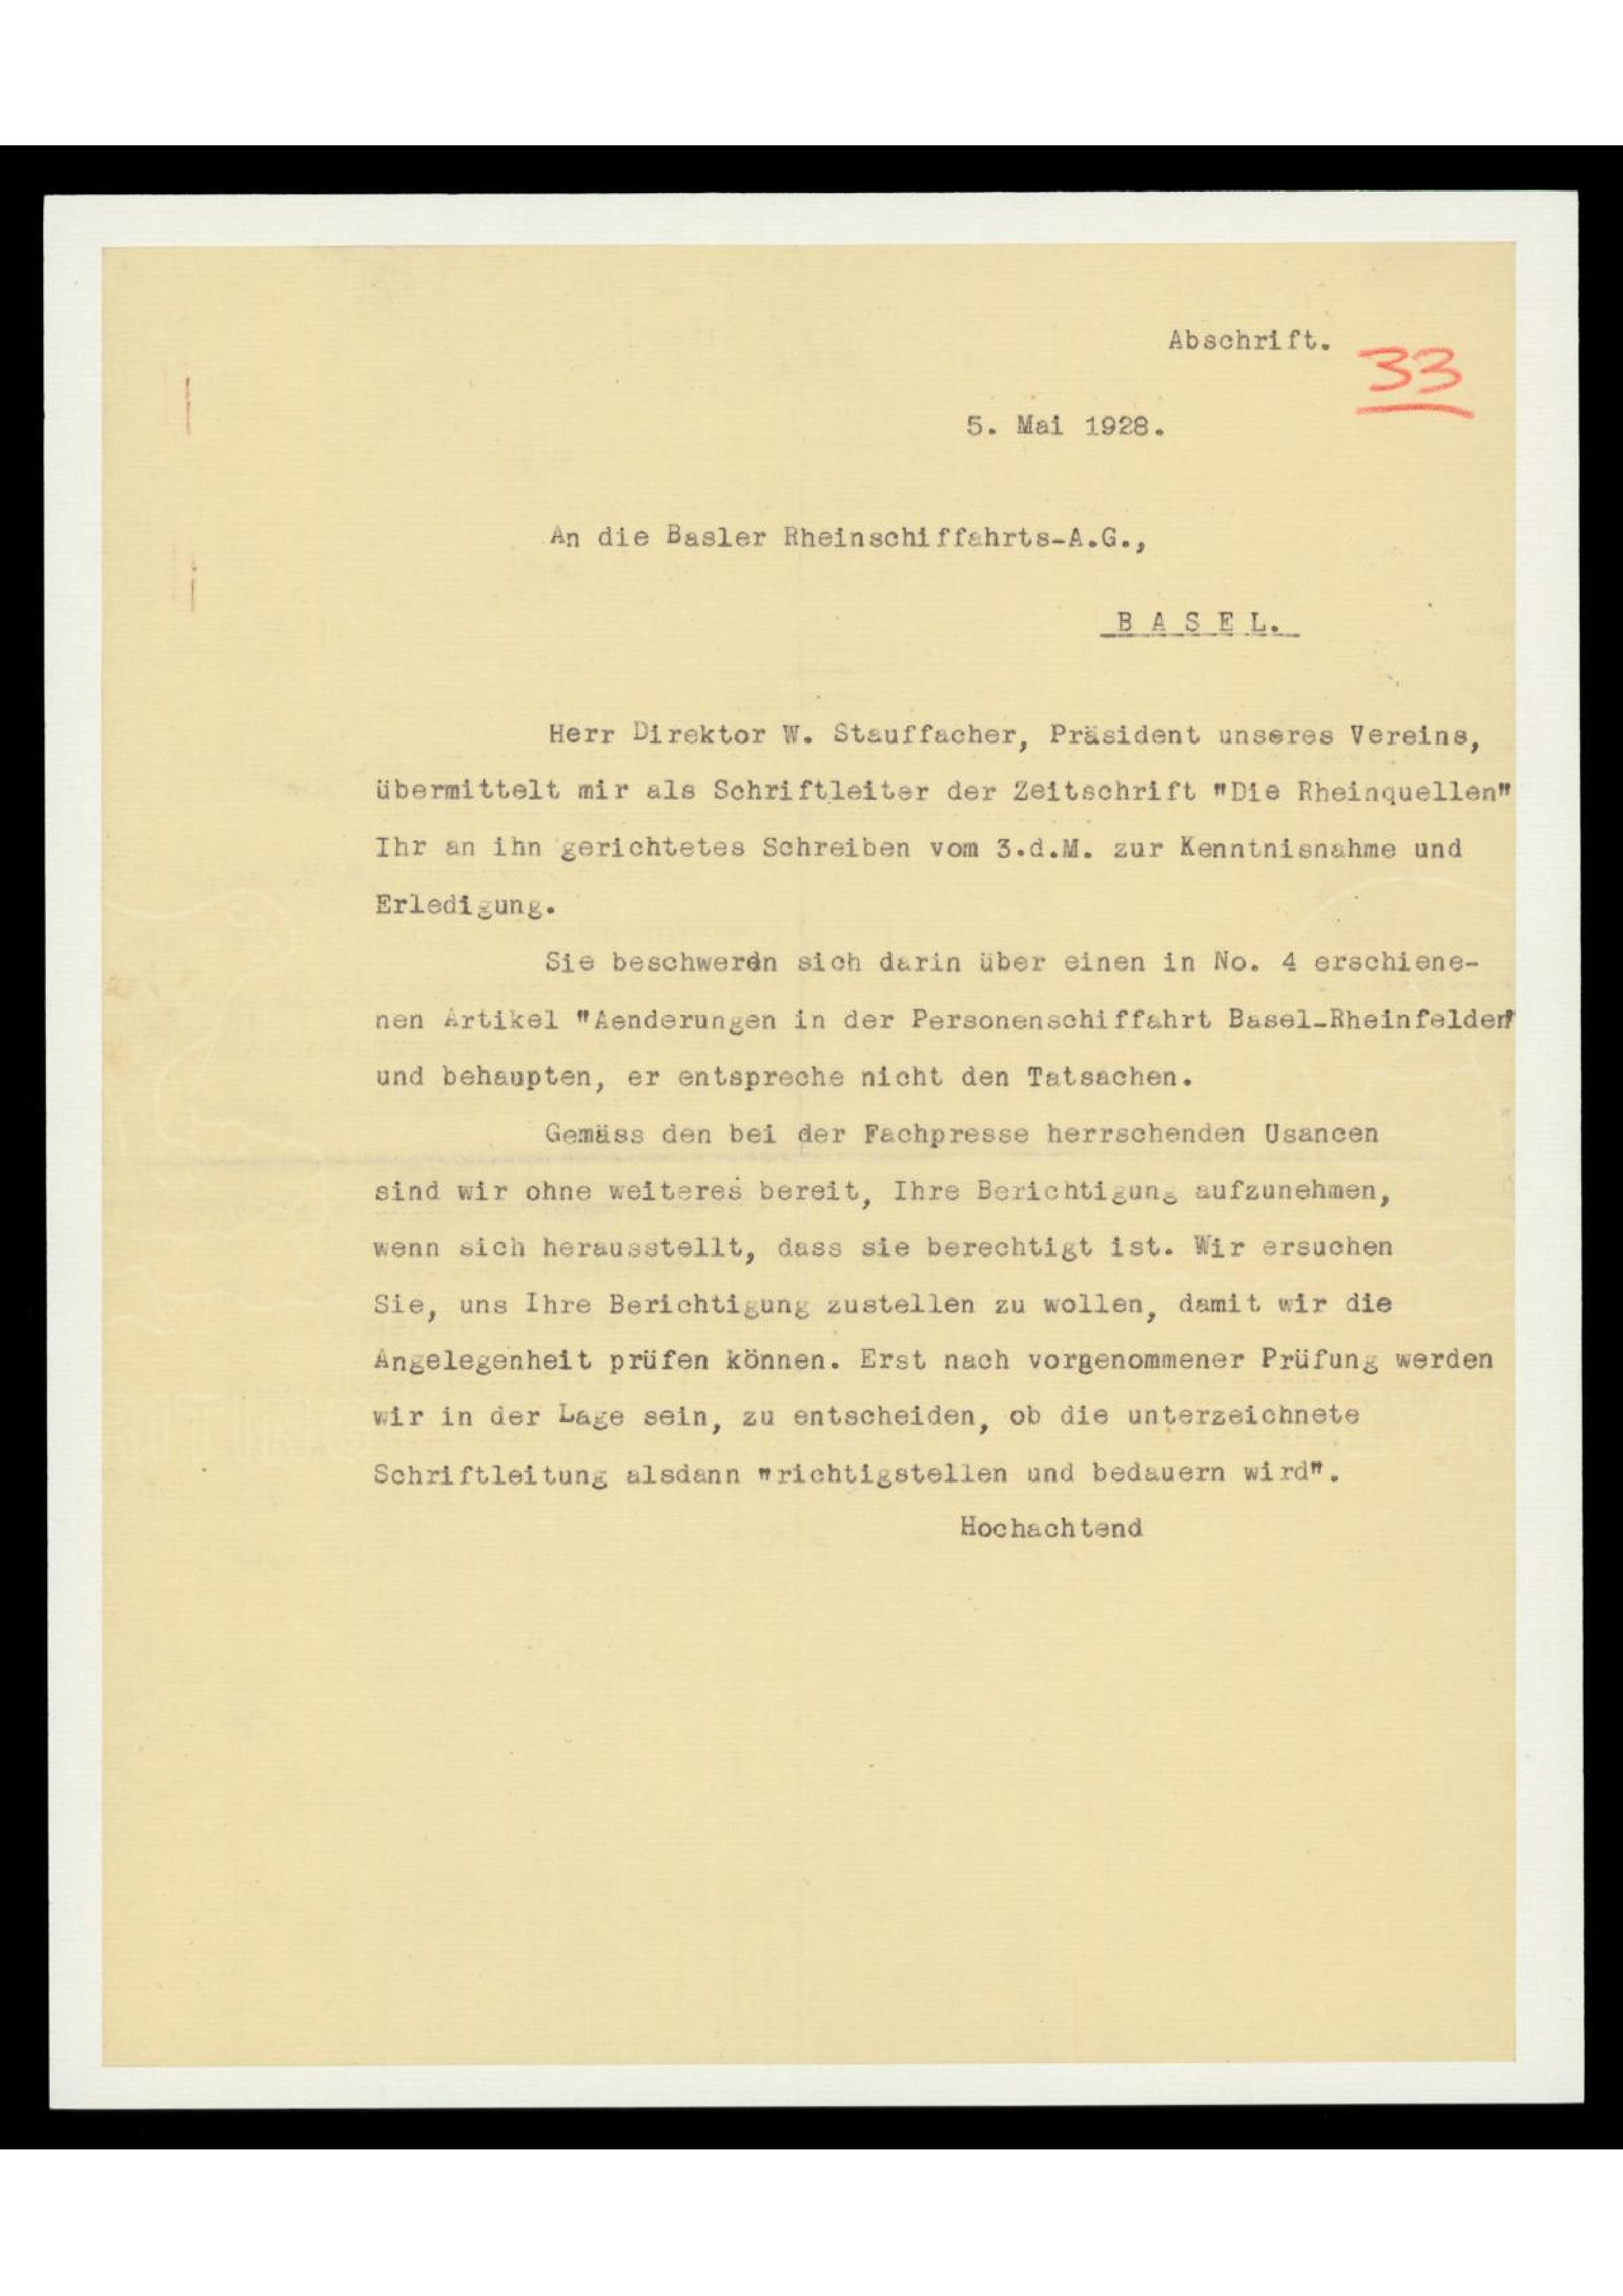 Abschrift.
33
5. Mai 1928.
An die Basler Rheinschiffahrts-A.G.,
B A S E L.
Herr Direktor W. Stauffacher, Präsident unseres Vereins,
übermittelt mir als Schriftleiter der Zeitschrift "Die Rheinquellen"
Ihr an ihn gerichtetes Schreiben vom 3.d.M. zur Kenntnisnahme und
Erledigung.
Sie beschweren sich darin über einen in No. 4 erschiene-
nen Artikel "Aenderungen in der Personenschiffahrt Basel-Rheinfelden"
und behaupten, er entspreche nicht den Tatsachen.
Gemäss den bei der Fachpresse herrschenden Usancen
sind wir ohne weiteres bereit, Ihre Berichtigung aufzunehmen,
wenn sich herausstellt, dass sie berechtigt ist. Wir ersuchen
Sie, uns Ihre Berichtigung zustellen zu wollen, damit wir die
Angelegenheit prüfen können. Erst nach vorgenommener Prüfung werden
wir in der Lage sein, zu entscheiden, ob die unterzeichnete
Schriftleitung alsdann "richtigstellen und bedauern wird".
Hochachtend